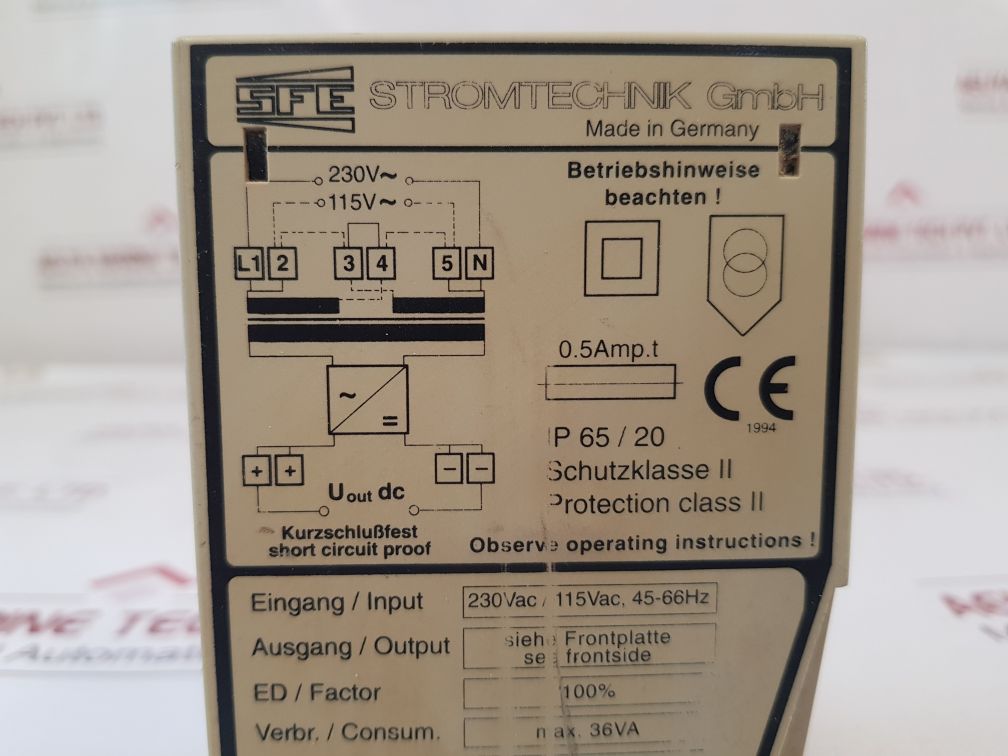 SFE STROMTECHNIK GmbH
Made in Germany
230V~
115V~
L1 2 3 4 5 N
~
=
+ + − −
Uout dc
Kurzschlußfest
short circuit proof
Betriebshinweise
beachten !
0.5Amp.t
CE
1994
IP 65 / 20
Schutzklasse II
Protection class II
Observe operating instructions !
Eingang / Input 230Vac / 115Vac, 45-66Hz
Ausgang / Output siehe Frontplatte
see frontside
ED / Factor 100%
Verbr. / Consum. max. 36VA